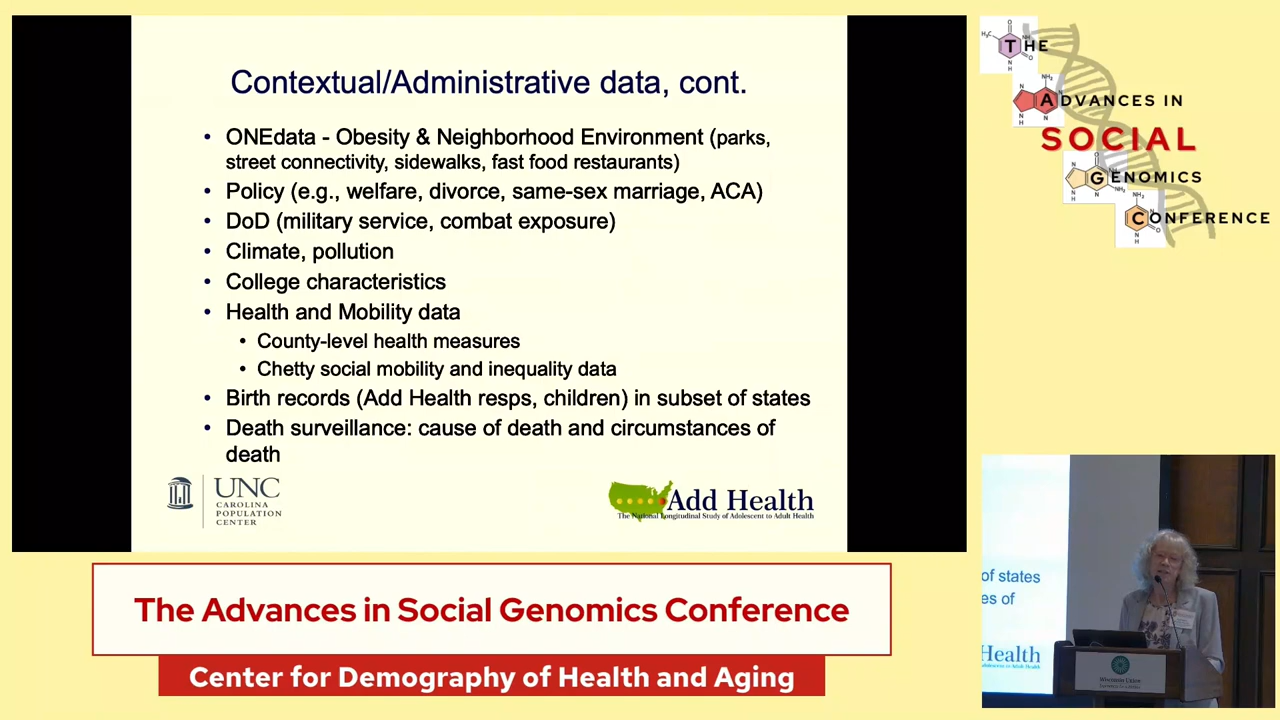 Contextual/Administrative data, cont.
• ONEdata - Obesity & Neighborhood Environment (parks,
street connectivity, sidewalks, fast food restaurants)
• Policy (e.g., welfare, divorce, same-sex marriage, ACA)
• DoD (military service, combat exposure)
• Climate, pollution
• College characteristics
• Health and Mobility data
• County-level health measures
• Chetty social mobility and inequality data
• Birth records (Add Health resps, children) in subset of states
• Death surveillance: cause of death and circumstances of
death
UNC
CAROLINA
POPULATION
CENTER
Add Health
The National Longitudinal Study of Adolescent to Adult Health
THE
ADVANCES IN
SOCIAL
GENOMICS
CONFERENCE
of states
es of
Health
WISCONSIN UNION
The Advances in Social Genomics Conference
Center for Demography of Health and Aging